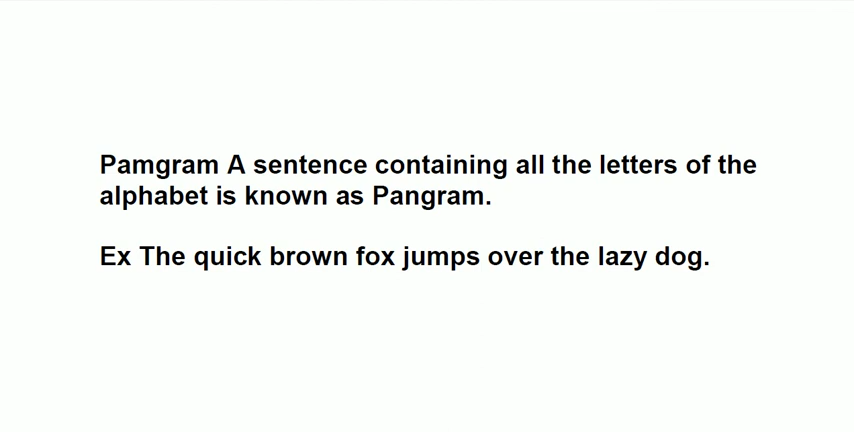 Pamgram A sentence containing all the letters of the
alphabet is known as Pangram.
Ex The quick brown fox jumps over the lazy dog.